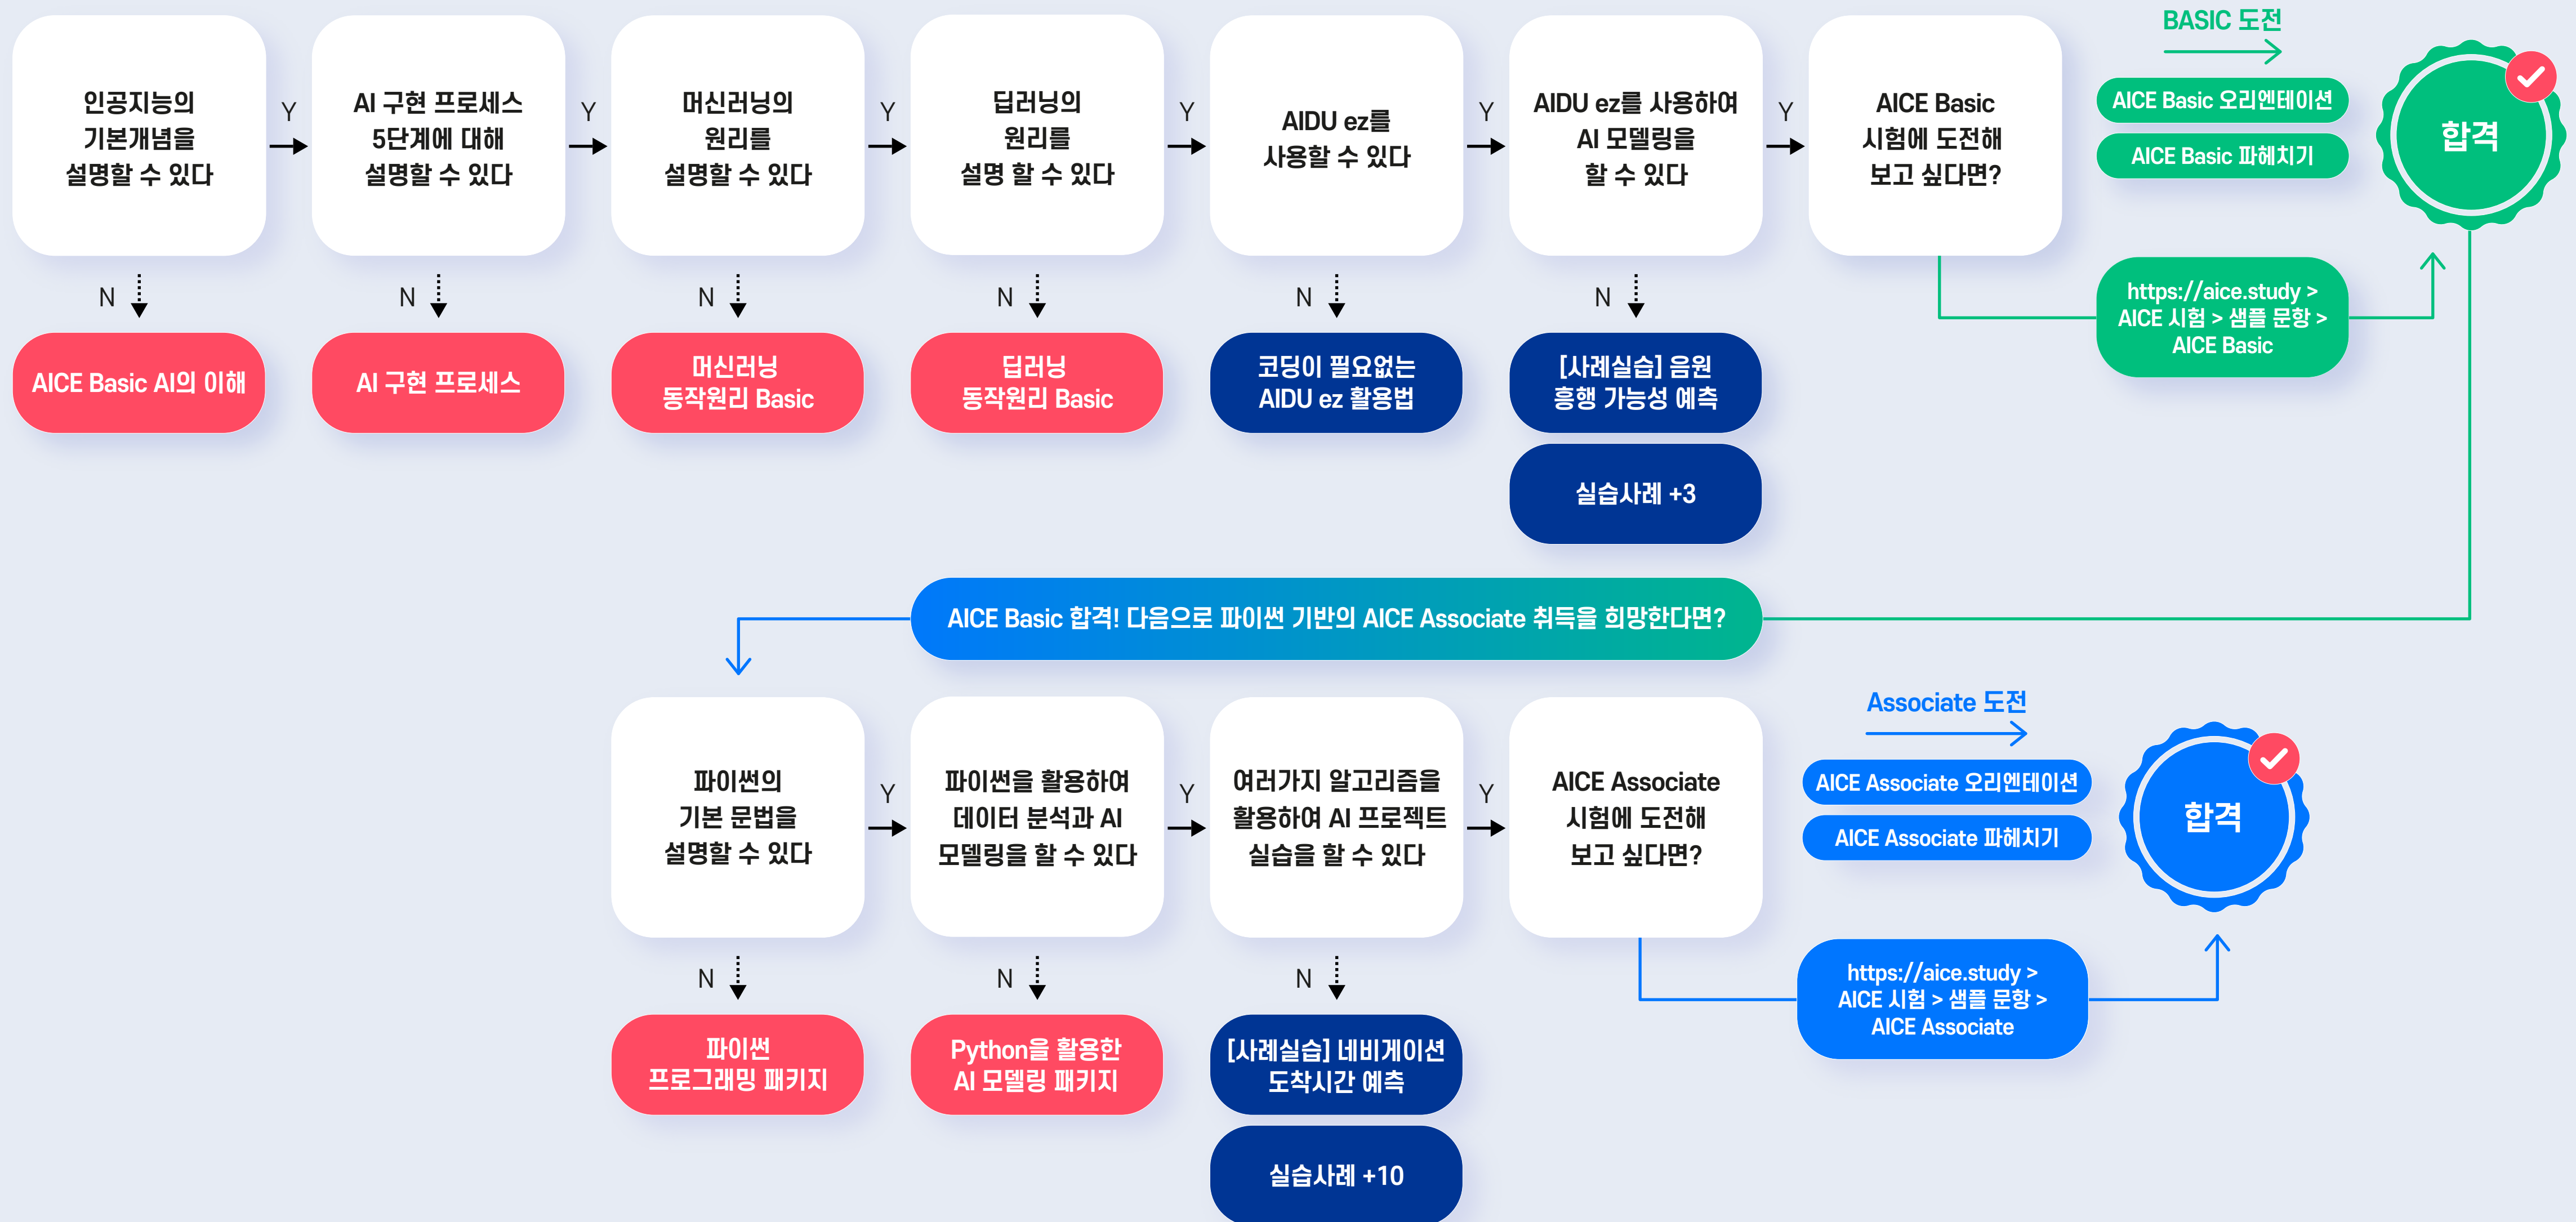 인공지능의
기본개념을
설명할 수 있다
Y
AI 구현 프로세스
5단계에 대해
설명할 수 있다
Y
머신러닝의
원리를
설명할 수 있다
Y
딥러닝의
원리를
설명 할 수 있다
Y
AIDU ez를
사용할 수 있다
Y
AIDU ez를 사용하여
AI 모델링을
할 수 있다
Y
AICE Basic
시험에 도전해
보고 싶다면?
BASIC 도전
AICE Basic 오리엔테이션
AICE Basic 파헤치기
합격
N
AICE Basic AI의 이해
N
AI 구현 프로세스
N
머신러닝
동작원리 Basic
N
딥러닝
동작원리 Basic
N
코딩이 필요없는
AIDU ez 활용법
N
[사례실습] 음원
흥행 가능성 예측
실습사례 +3
https://aice.study >
AICE 시험 > 샘플 문항 >
AICE Basic
AICE Basic 합격! 다음으로 파이썬 기반의 AICE Associate 취득을 희망한다면?
파이썬의
기본 문법을
설명할 수 있다
Y
파이썬을 활용하여
데이터 분석과 AI
모델링을 할 수 있다
Y
여러가지 알고리즘을
활용하여 AI 프로젝트
실습을 할 수 있다
Y
AICE Associate
시험에 도전해
보고 싶다면?
Associate 도전
AICE Associate 오리엔테이션
AICE Associate 파헤치기
합격
N
파이썬
프로그래밍 패키지
N
Python을 활용한
AI 모델링 패키지
N
[사례실습] 네비게이션
도착시간 예측
실습사례 +10
https://aice.study >
AICE 시험 > 샘플 문항 >
AICE Associate